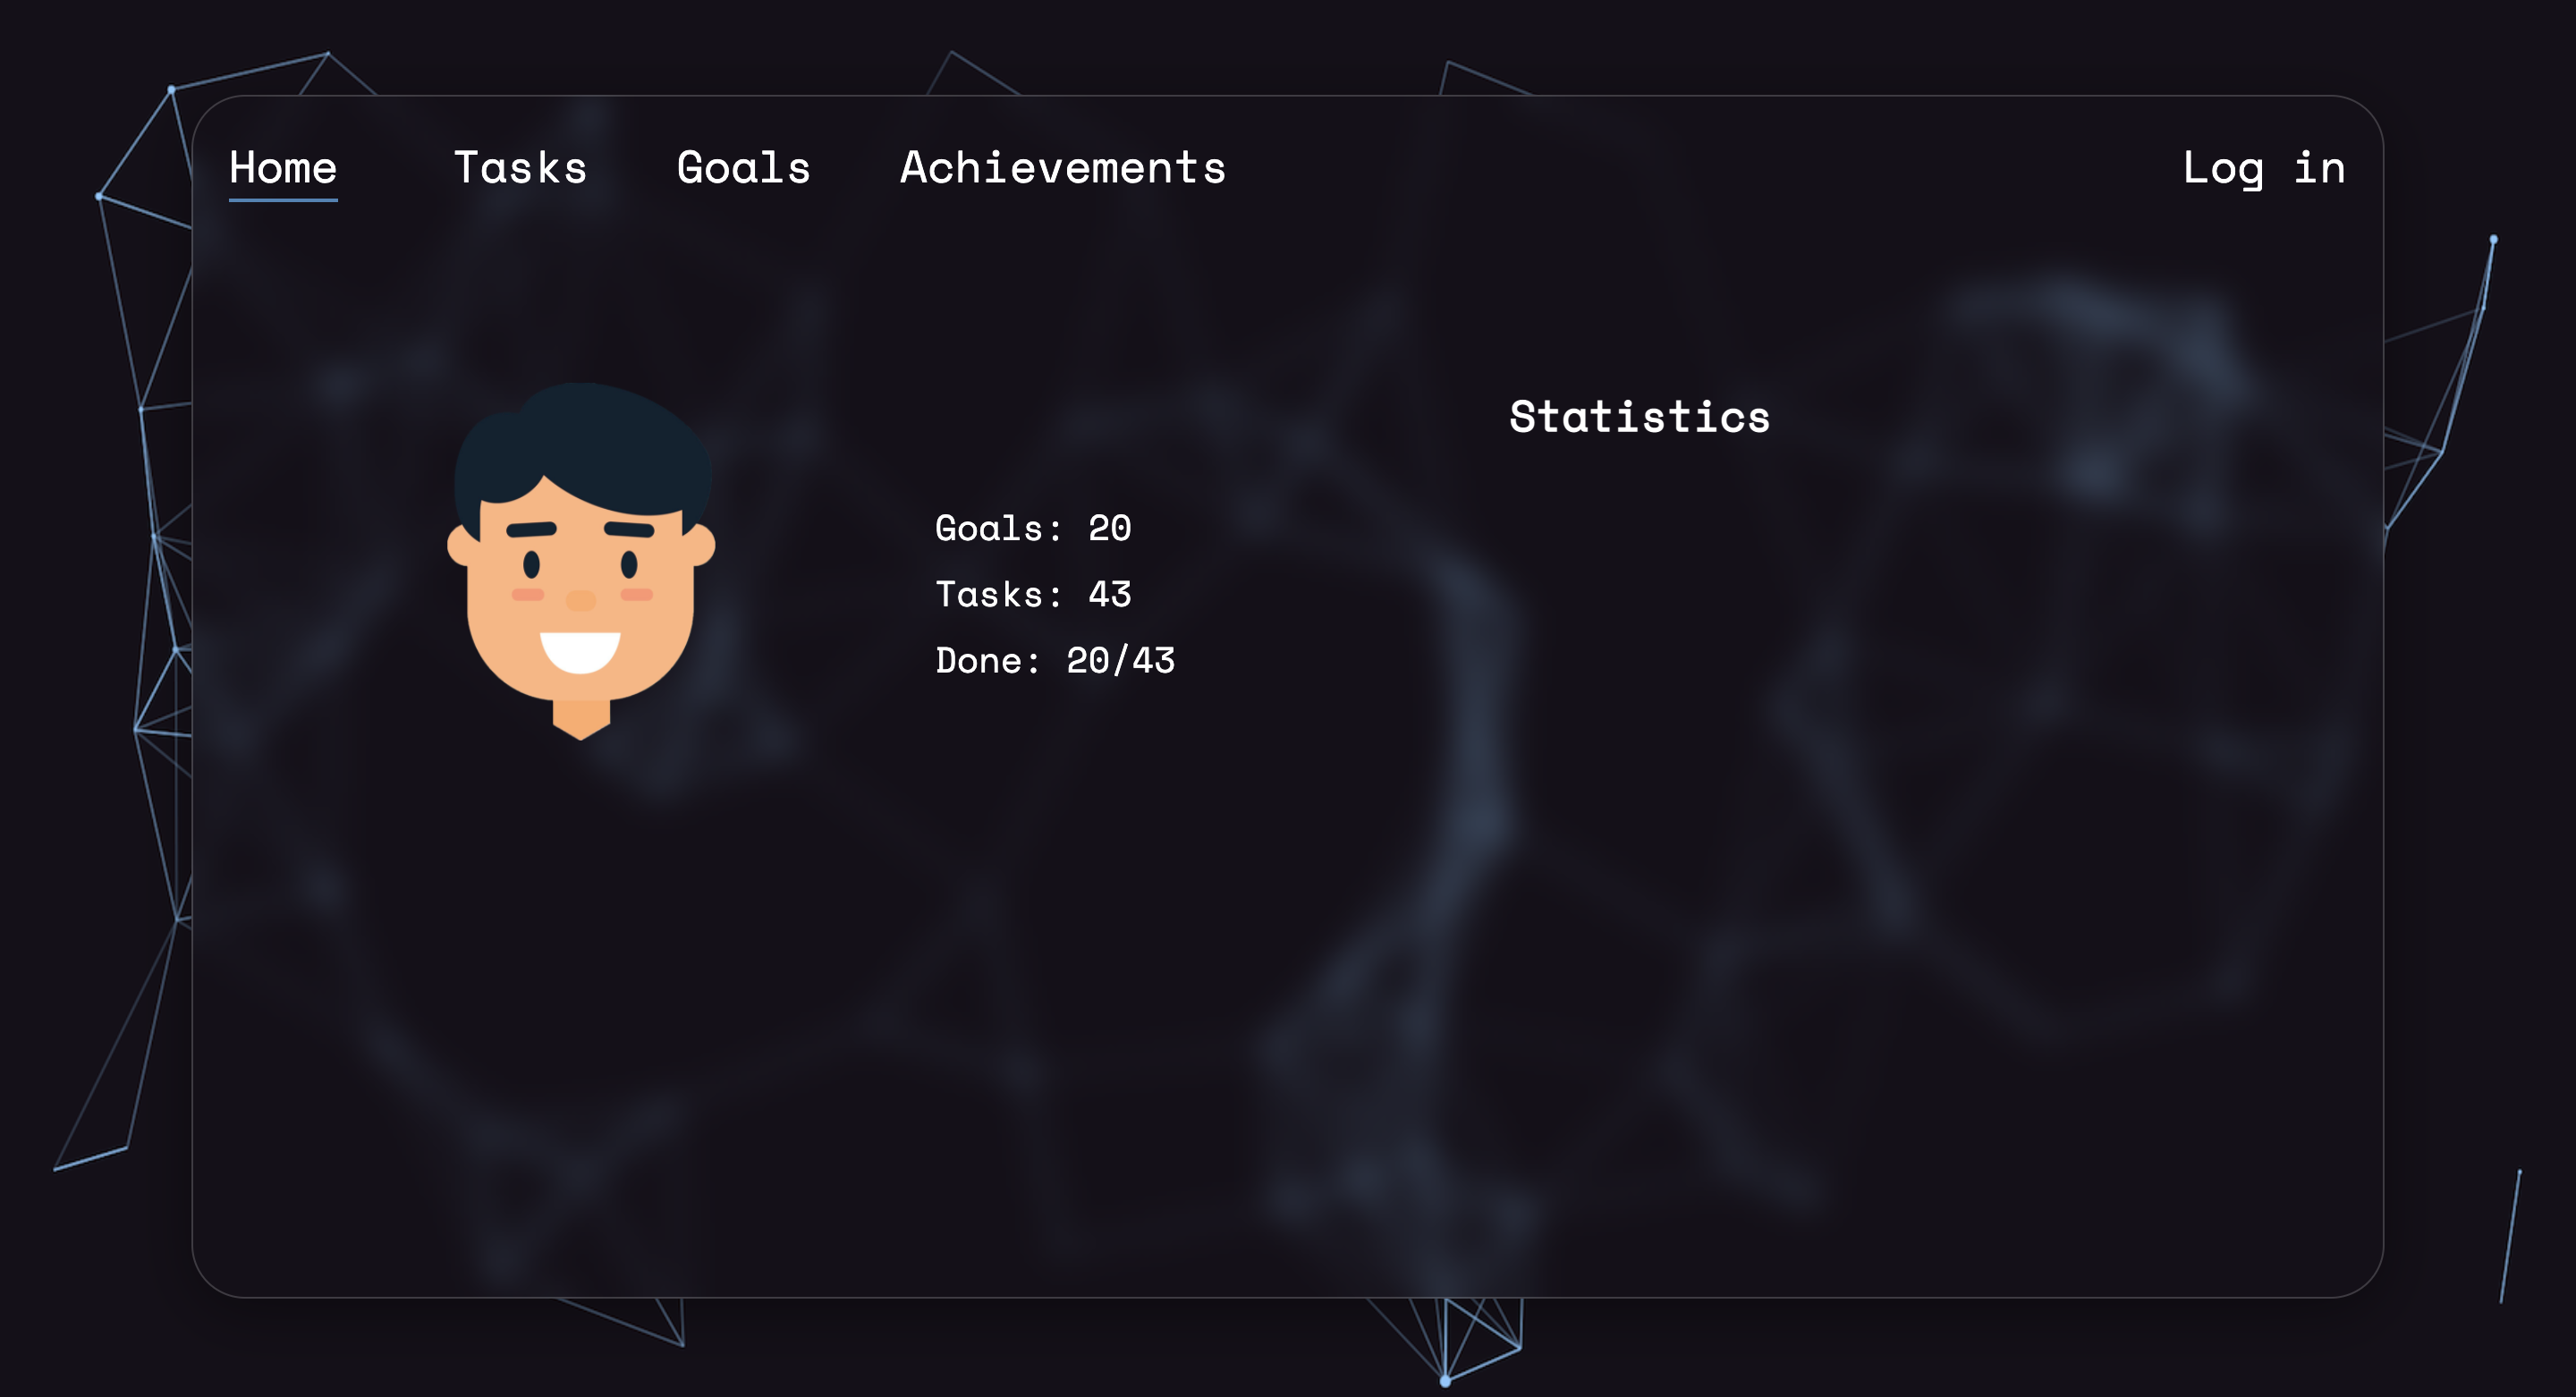 Home Tasks Goals Achievements Log in
Statistics
Goals: 20
Tasks: 43
Done: 20/43